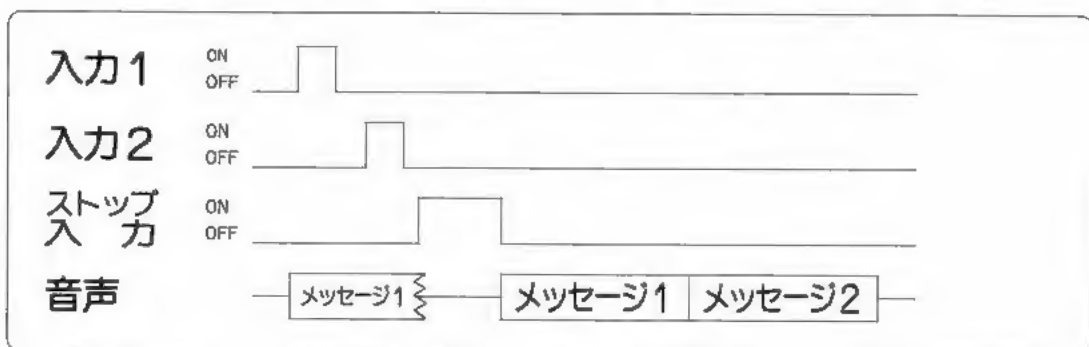 入力1 ON
OFF
入力2 ON
OFF
ストップ ON
入力 OFF
音声 メッセージ1 メッセージ1 メッセージ2